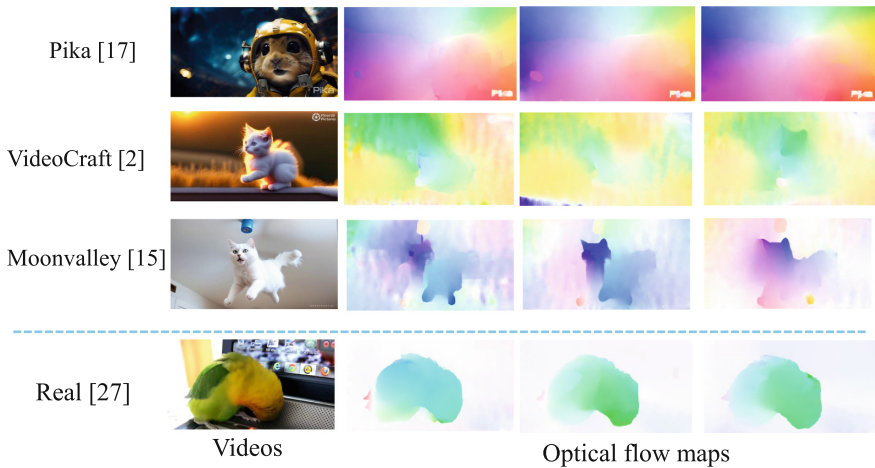 Pika [17]
PIKA
Pika
Pika
Pika
VideoCraft [2]
Moonvalley [15]
Real [27]
Videos
Optical flow maps